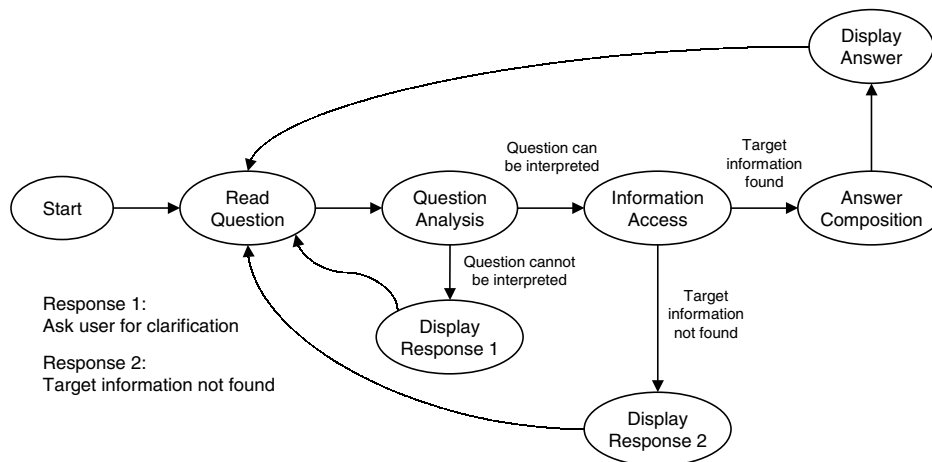 Display
Answer
Question can
be interpreted
Target
information
found
Start
Read
Question
Question
Analysis
Information
Access
Answer
Composition
Question cannot
be interpreted
Response 1:
Ask user for clarification
Display
Response 1
Target
information
not found
Response 2:
Target information not found
Display
Response 2